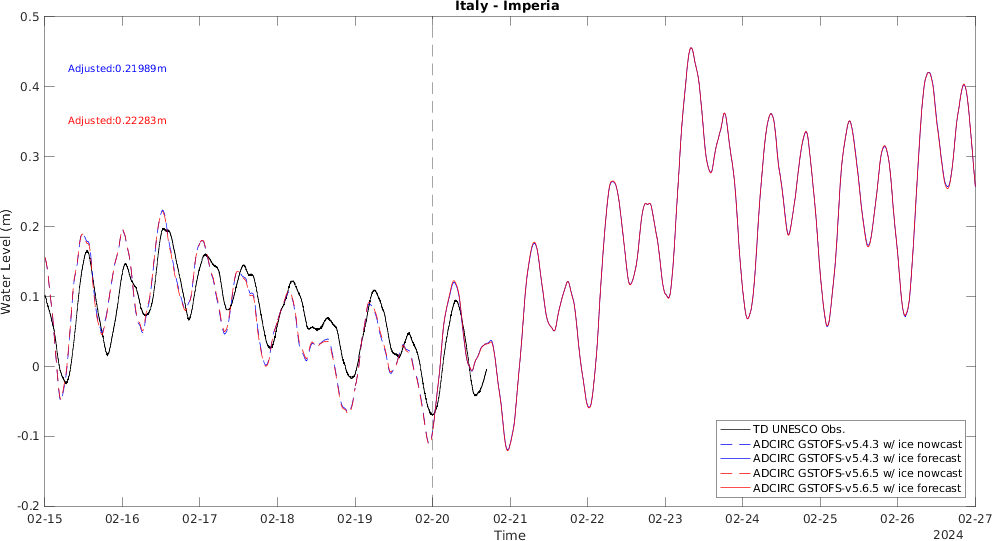 Italy - Imperia
Adjusted:0.21989m
Adjusted:0.22283m
Water Level (m)
0.5
0.4
0.3
0.2
0.1
0
-0.1
-0.2
02-15 02-16 02-17 02-18 02-19 02-20 02-21 02-22 02-23 02-24 02-25 02-26 02-27
Time
2024
TD UNESCO Obs.
ADCIRC GSTOFS-v5.4.3 w/ ice nowcast
ADCIRC GSTOFS-v5.4.3 w/ ice forecast
ADCIRC GSTOFS-v5.6.5 w/ ice nowcast
ADCIRC GSTOFS-v5.6.5 w/ ice forecast